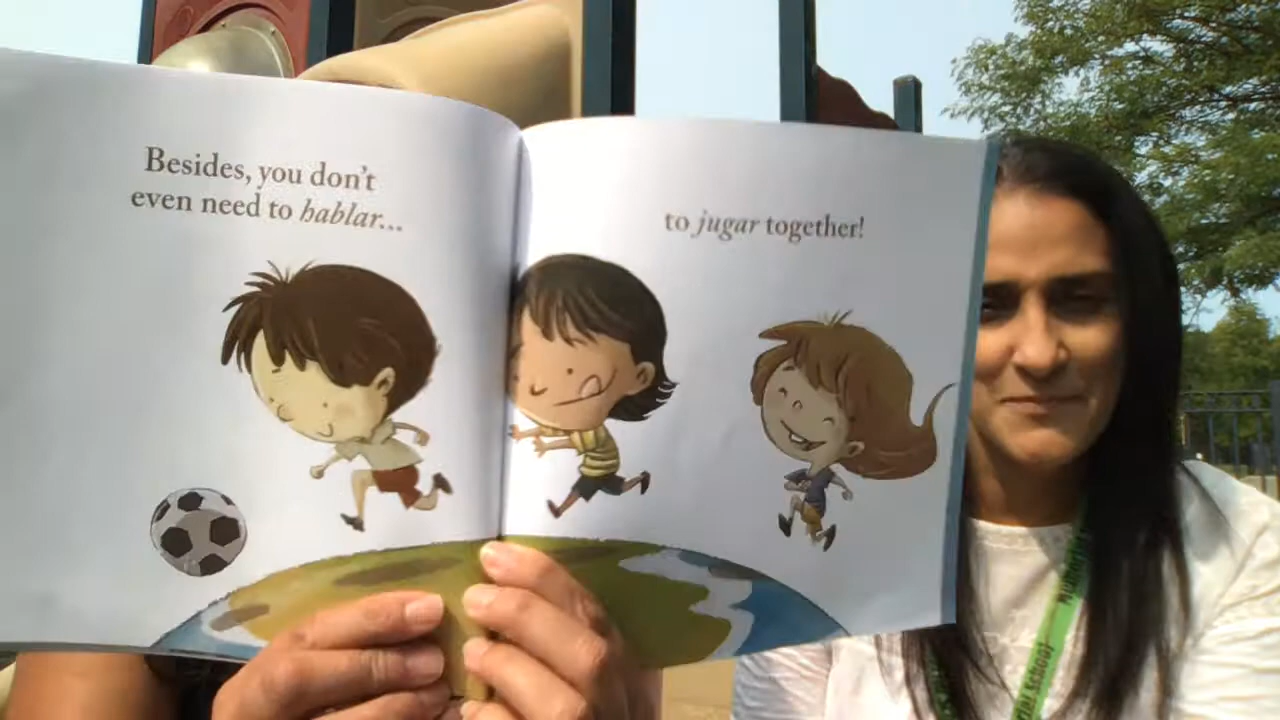 Besides, you don't
even need to hablar...
to jugar together!